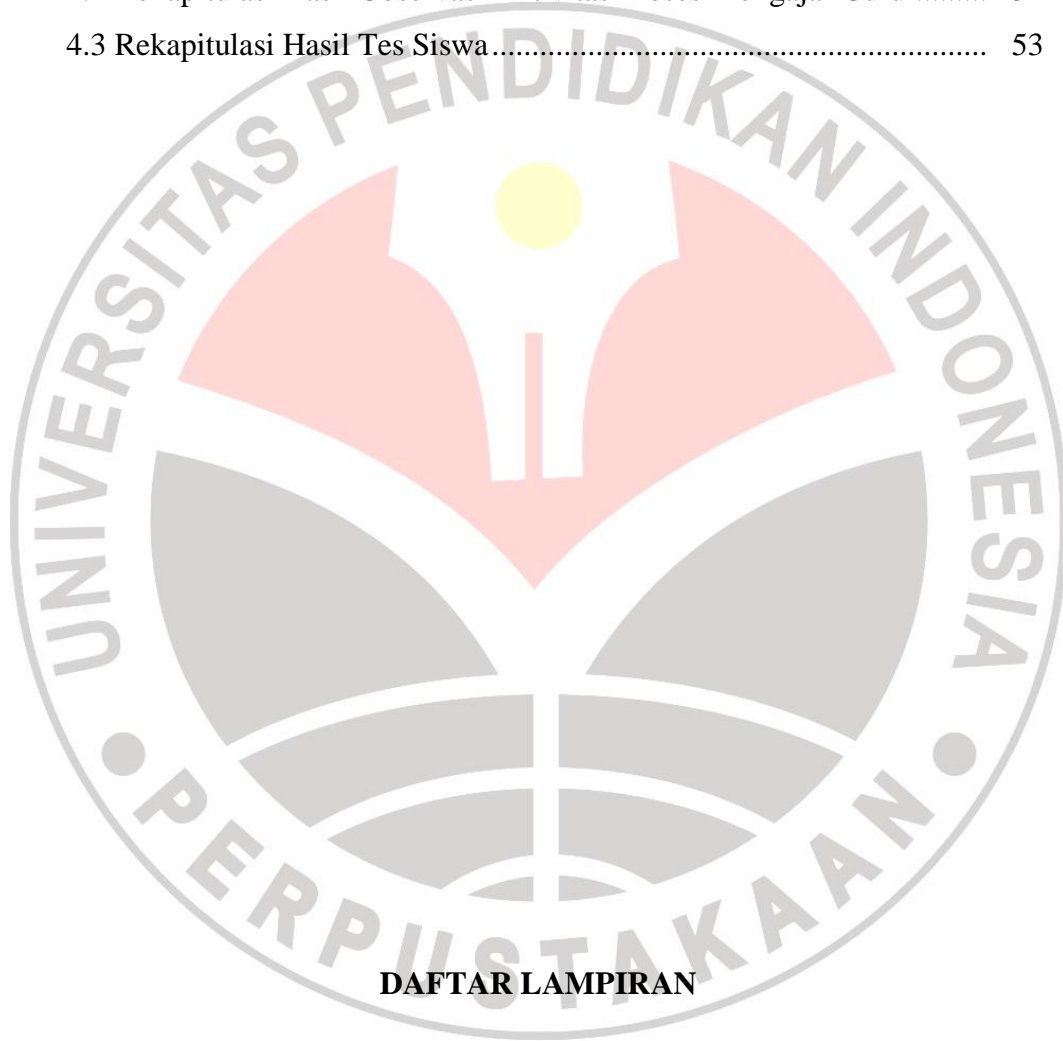 4.3 Rekapitulasi Hasil Tes Siswa ............................................................... 53
UNIVERSITAS PENDIDIKAN INDONESIA
PERPUSTAKAAN
DAFTAR LAMPIRAN